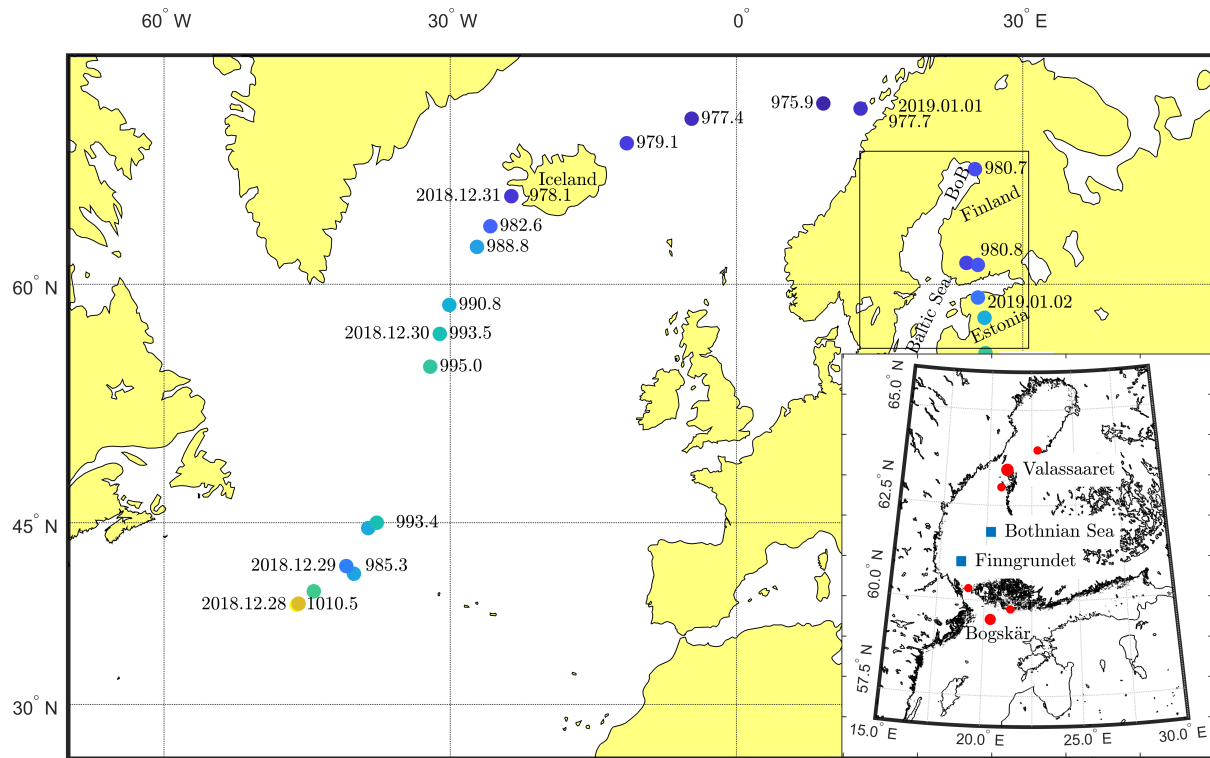 60° W
30° W
0°
30° E
975.9
2019.01.01
977.7
977.4
979.1
BoB
980.7
Iceland
2018.12.31
978.1
Finland
982.6
988.8
980.8
60° N
Baltic Sea
990.8
2019.01.02
Estonia
2018.12.30
993.5
995.0
65.0° N
Valassaaret
62.5° N
45° N
993.4
Bothnian Sea
2018.12.29
985.3
Finngrundet
60.0° N
2018.12.28
1010.5
Bogskär
57.5° N
30° N
15.0° E
20.0° E
25.0° E
30.0° E